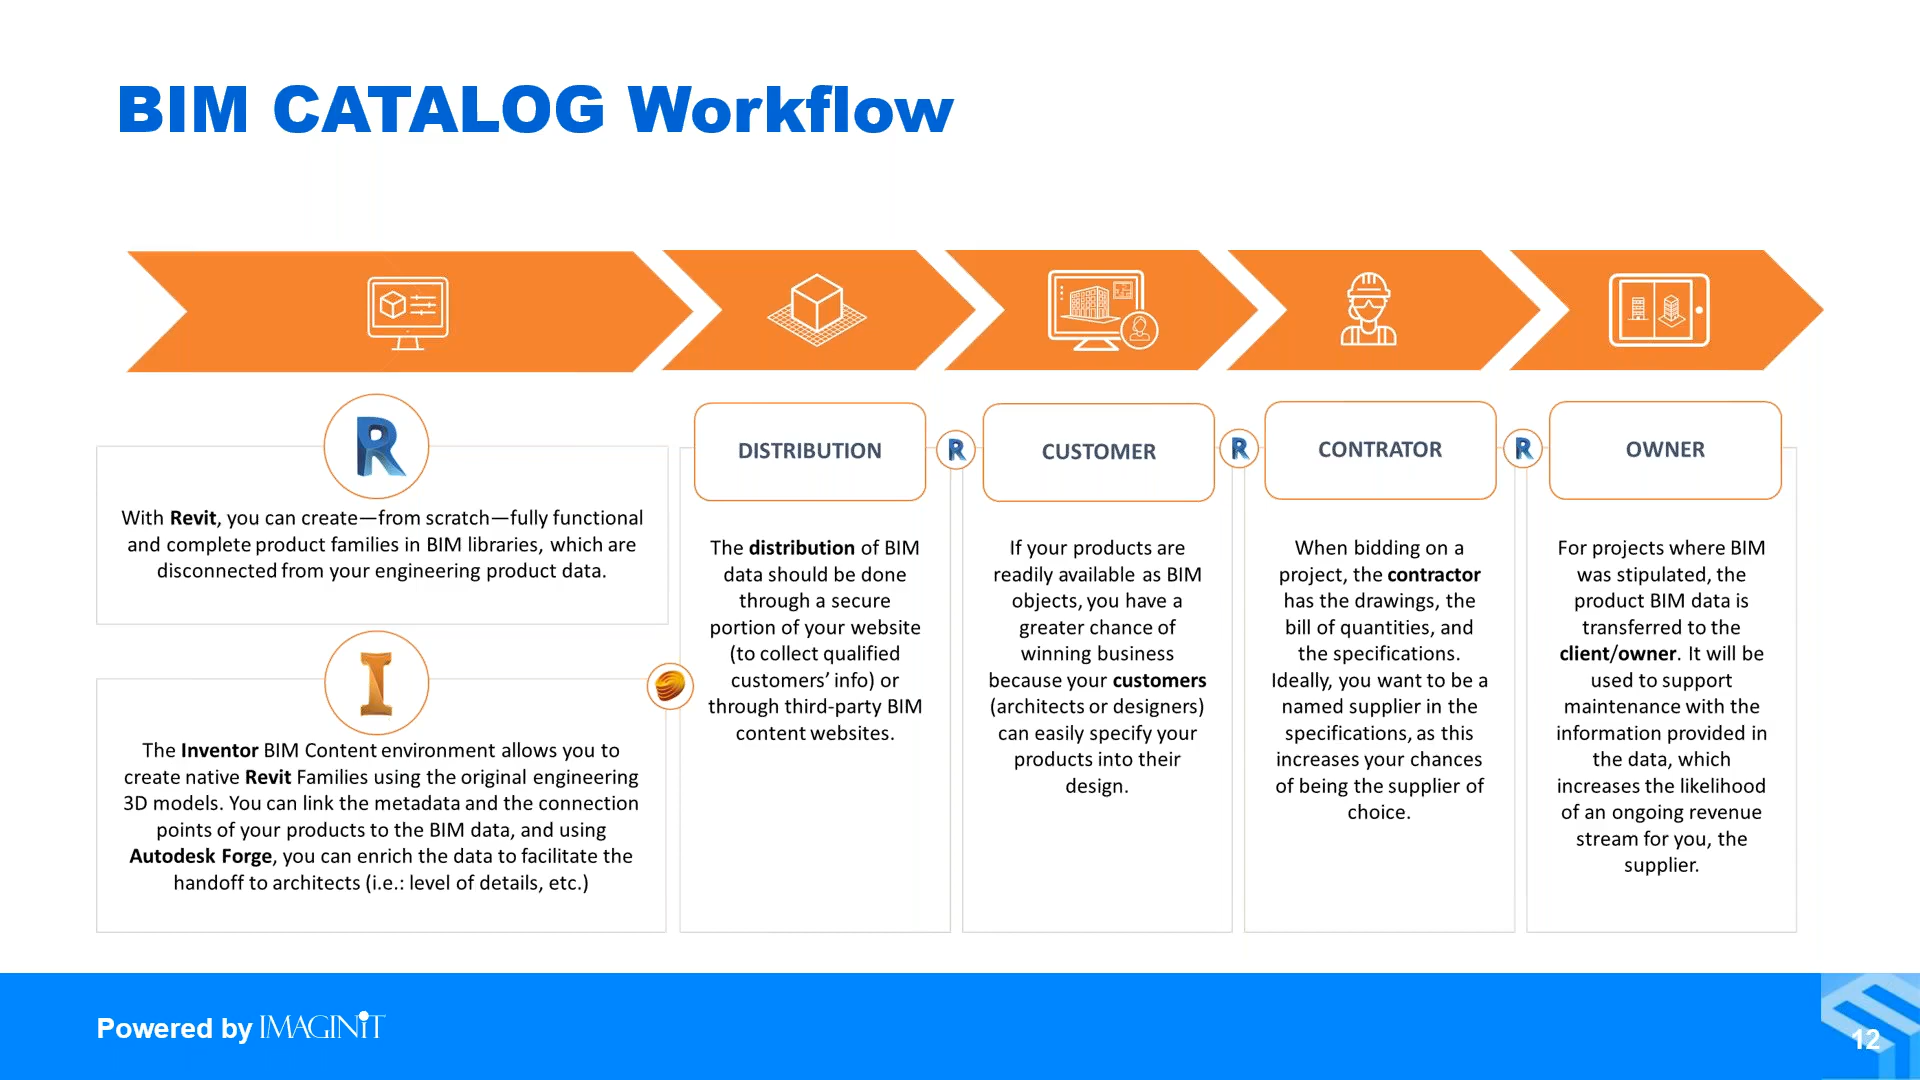 BIM CATALOG Workflow
R
With Revit, you can create—from scratch—fully functional
and complete product families in BIM libraries, which are
disconnected from your engineering product data.
I
The Inventor BIM Content environment allows you to
create native Revit Families using the original engineering
3D models. You can link the metadata and the connection
points of your products to the BIM data, and using
Autodesk Forge, you can enrich the data to facilitate the
handoff to architects (i.e.: level of details, etc.)
DISTRIBUTION
The distribution of BIM
data should be done
through a secure
portion of your website
(to collect qualified
customers’ info) or
through third-party BIM
content websites.
R
CUSTOMER
If your products are
readily available as BIM
objects, you have a
greater chance of
winning business
because your customers
(architects or designers)
can easily specify your
products into their
design.
R
CONTRATOR
When bidding on a
project, the contractor
has the drawings, the
bill of quantities, and
the specifications.
Ideally, you want to be a
named supplier in the
specifications, as this
increases your chances
of being the supplier of
choice.
R
OWNER
For projects where BIM
was stipulated, the
product BIM data is
transferred to the
client/owner. It will be
used to support
maintenance with the
information provided in
the data, which
increases the likelihood
of an ongoing revenue
stream for you, the
supplier.
Powered by IMAGINiT
12